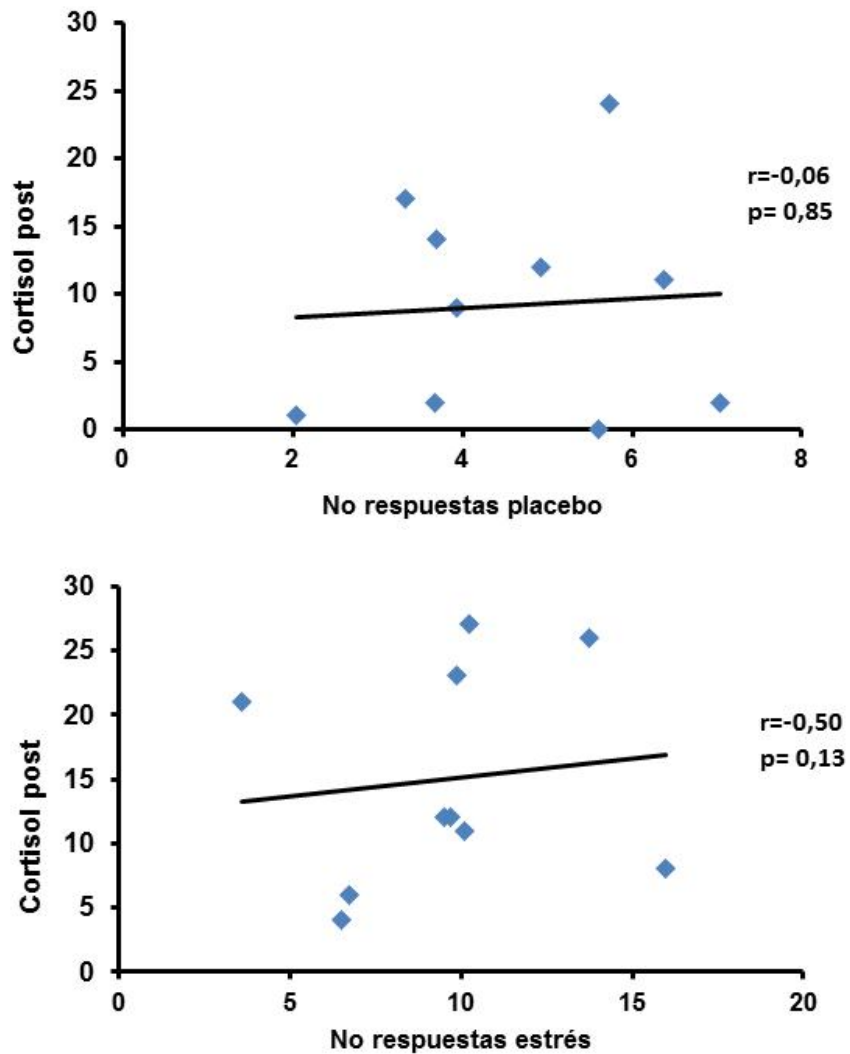 30
25
20
15
10
5
0
Cortisol post
r=-0,06
p= 0,85
0 2 4 6 8
No respuestas placebo
30
25
20
15
10
5
0
Cortisol post
r=-0,50
p= 0,13
0 5 10 15 20
No respuestas estrés